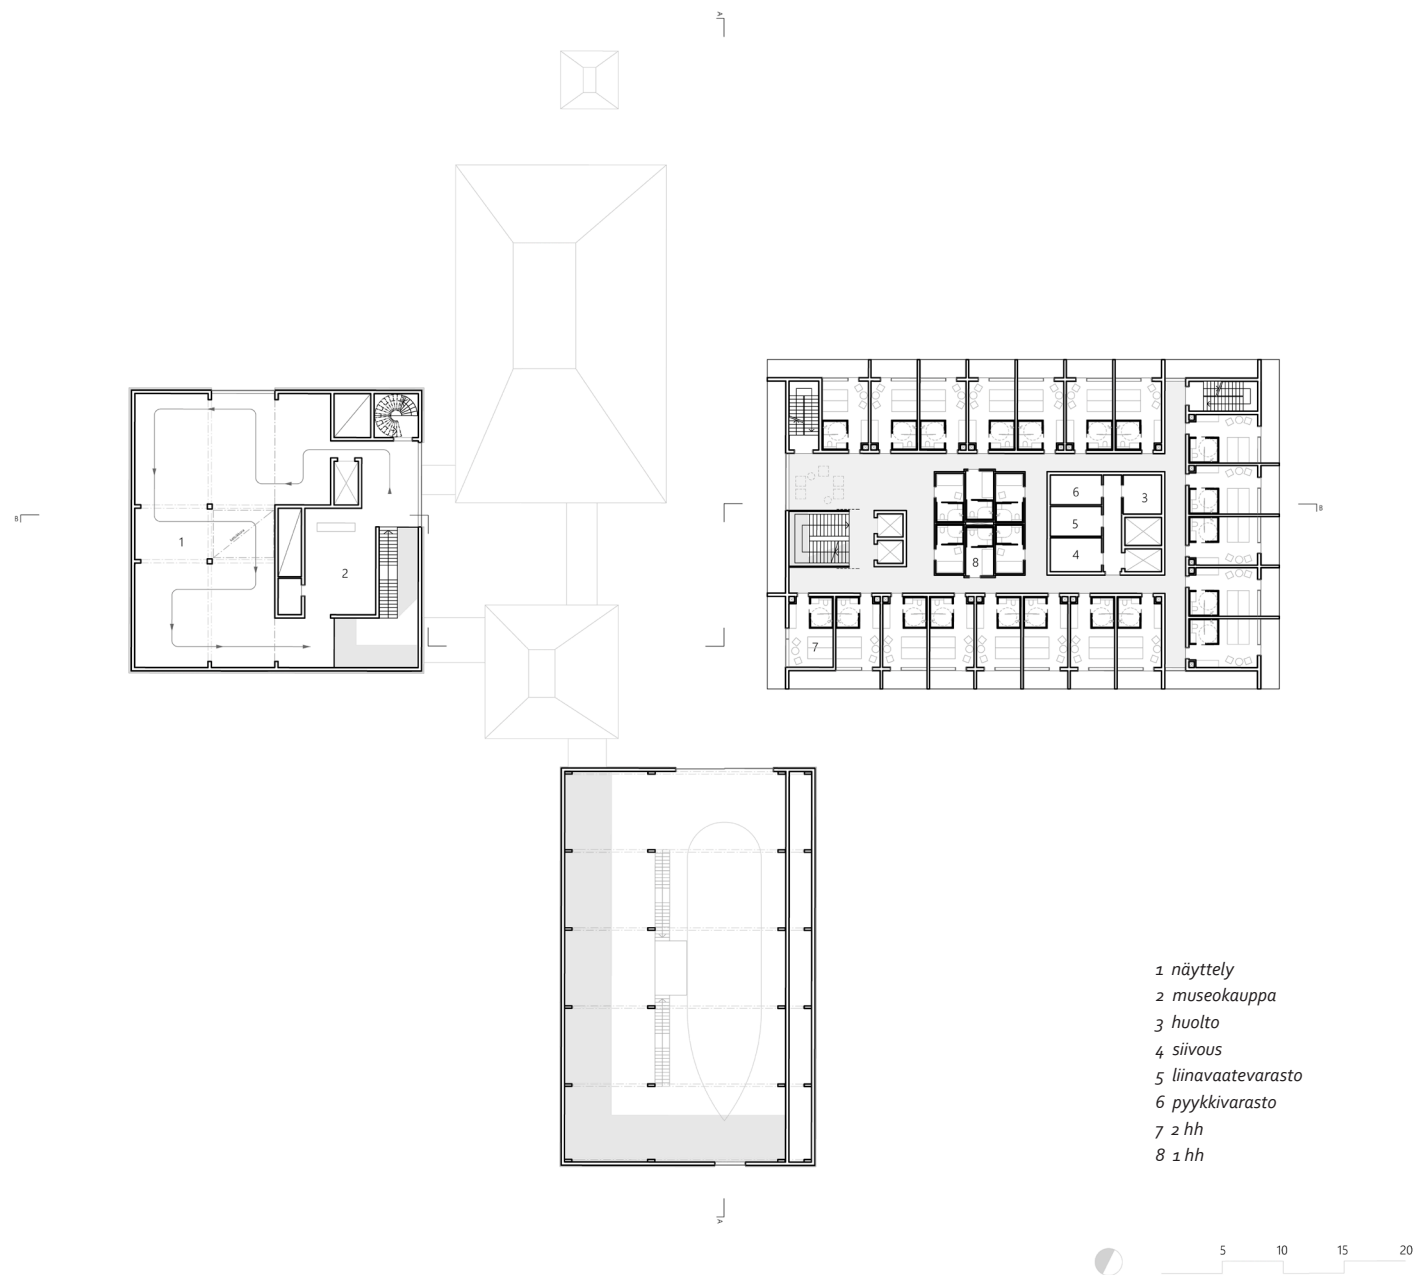 A
1
2
6
3
5
4
8
7
B
B
1 näyttely
2 museokauppa
3 huolto
4 siivous
5 liinavaatevarasto
6 pyykkivarasto
7 2 hh
8 1 hh
A
5 10 15 20